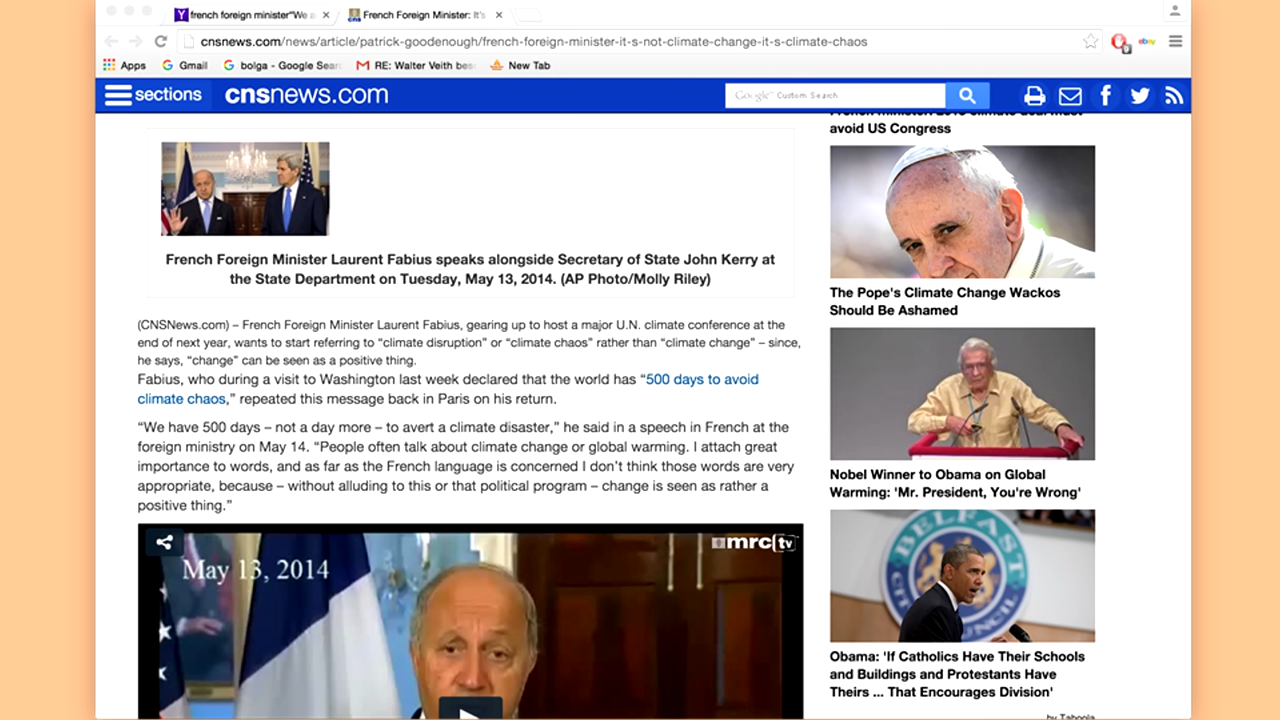 french foreign minister"We a
French Foreign Minister: It's
cnsnews.com/news/article/patrick-goodenough/french-foreign-minister-it-s-not-climate-change-it-s-climate-chaos
9
ebay
Apps
Gmail
bolga - Google Sear
RE: Walter Veith bes
New Tab
sections
cnsnews.com
Google Custom Search
French Foreign Minister Laurent Fabius speaks alongside Secretary of State John Kerry at
the State Department on Tuesday, May 13, 2014. (AP Photo/Molly Riley)
(CNSNews.com) – French Foreign Minister Laurent Fabius, gearing up to host a major U.N. climate conference at the
end of next year, wants to start referring to “climate disruption” or “climate chaos” rather than “climate change” – since,
he says, “change” can be seen as a positive thing.
Fabius, who during a visit to Washington last week declared that the world has “500 days to avoid
climate chaos,” repeated this message back in Paris on his return.
“We have 500 days – not a day more – to avert a climate disaster,” he said in a speech in French at the
foreign ministry on May 14. “People often talk about climate change or global warming. I attach great
importance to words, and as far as the French language is concerned I don’t think those words are very
appropriate, because – without alluding to this or that political program – change is seen as rather a
positive thing.”
mrc tv
May 13, 2014
French minister: 2015 climate deal must
avoid US Congress
The Pope's Climate Change Wackos
Should Be Ashamed
Nobel Winner to Obama on Global
Warming: 'Mr. President, You're Wrong'
BELFAST
CITY COUNCIL
Obama: 'If Catholics Have Their Schools
and Buildings and Protestants Have
Theirs ... That Encourages Division'
by Taboola